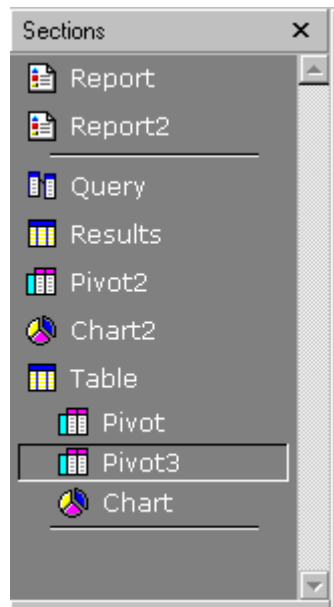 Sections
Report
Report2
Query
Results
Pivot2
Chart2
Table
Pivot
Pivot3
Chart